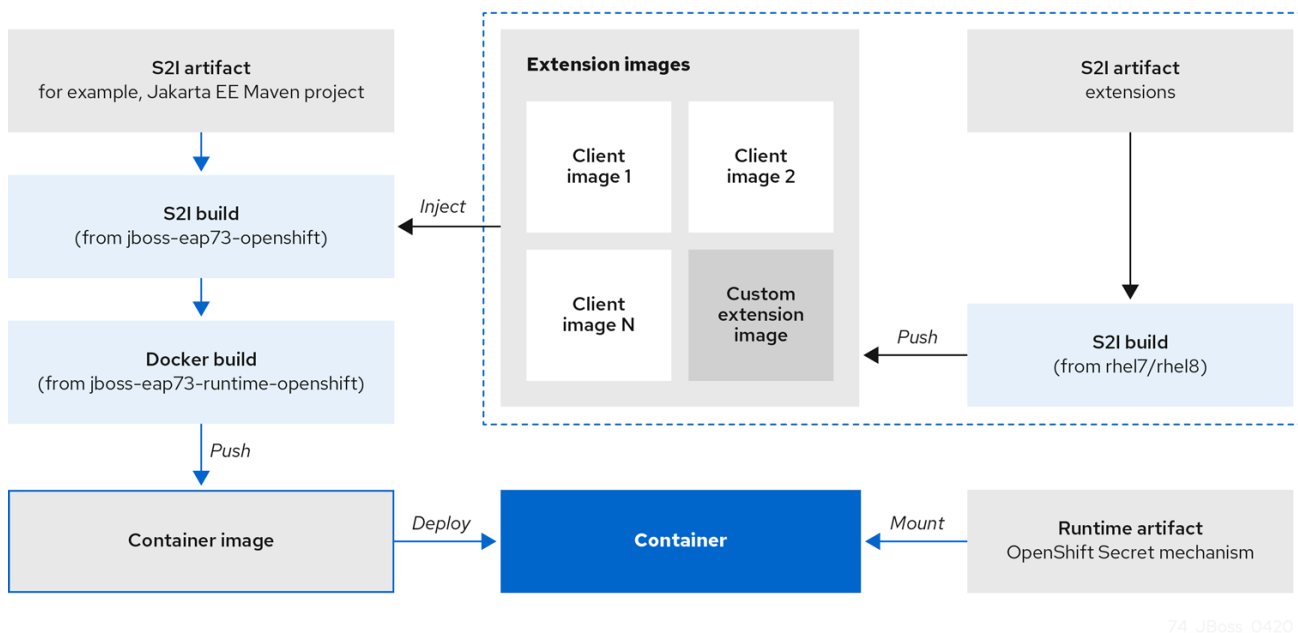 S2I artifact
for example, Jakarta EE Maven project
S2I build
(from jboss-eap73-openshift)
Docker build
(from jboss-eap73-runtime-openshift)
Push
Container image
Inject
Extension images
Client
image 1
Client
image 2
Client
image N
Custom
extension
image
S2I artifact
extensions
Push
S2I build
(from rhel7/rhel8)
Deploy
Container
Mount
Runtime artifact
OpenShift Secret mechanism
74_JBoss_0420